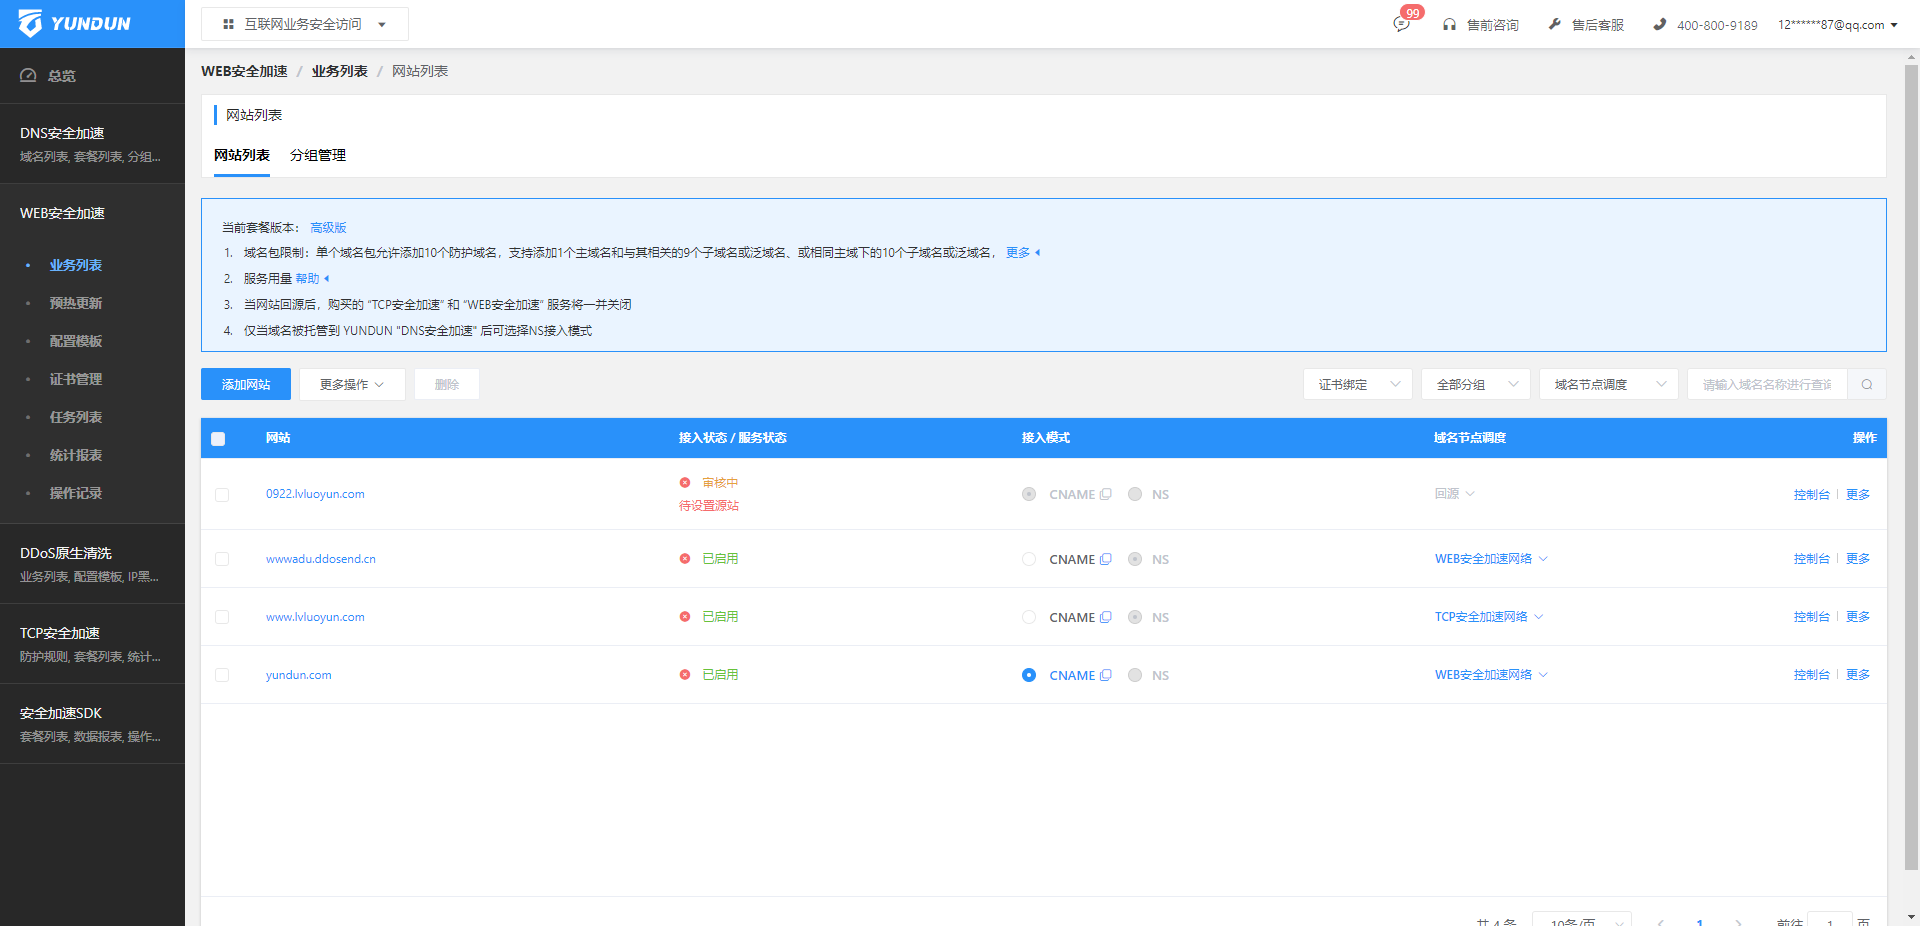 YUNDUN
互联网业务安全访问
99
售前咨询
售后客服
400-800-9189
12******87@qq.com
总览
DNS安全加速
域名列表, 套餐列表, 分组...
WEB安全加速
业务列表
预热更新
配置模板
证书管理
任务列表
统计报表
操作记录
DDoS原生清洗
业务列表, 配置模板, IP黑...
TCP安全加速
防护规则, 套餐列表, 统计...
安全加速SDK
套餐列表, 数据报表, 操作...
WEB安全加速 / 业务列表 / 网站列表
网站列表
网站列表 分组管理
当前套餐版本： 高级版
1. 域名包限制：单个域名包允许添加10个防护域名，支持添加1个主域名和与其相关的9个子域名或泛域名、或相同主域下的10个子域名或泛域名， 更多
2. 服务用量 帮助
3. 当网站回源后，购买的 “TCP安全加速” 和 “WEB安全加速” 服务将一并关闭
4. 仅当域名被托管到 YUNDUN "DNS安全加速" 后可选择NS接入模式
添加网站 更多操作 删除 证书绑定 全部分组 域名节点调度 请输入域名名称进行查询
网站 接入状态 / 服务状态 接入模式 域名节点调度 操作
0922.lvluoyun.com 审核中 CNAME NS 回源 控制台 更多
待设置源站
wwwadu.ddosend.cn 已启用 CNAME NS WEB安全加速网络 控制台 更多
www.lvluoyun.com 已启用 CNAME NS TCP安全加速网络 控制台 更多
yundun.com 已启用 CNAME NS WEB安全加速网络 控制台 更多
共 4 条 10条/页 1 前往 1 页